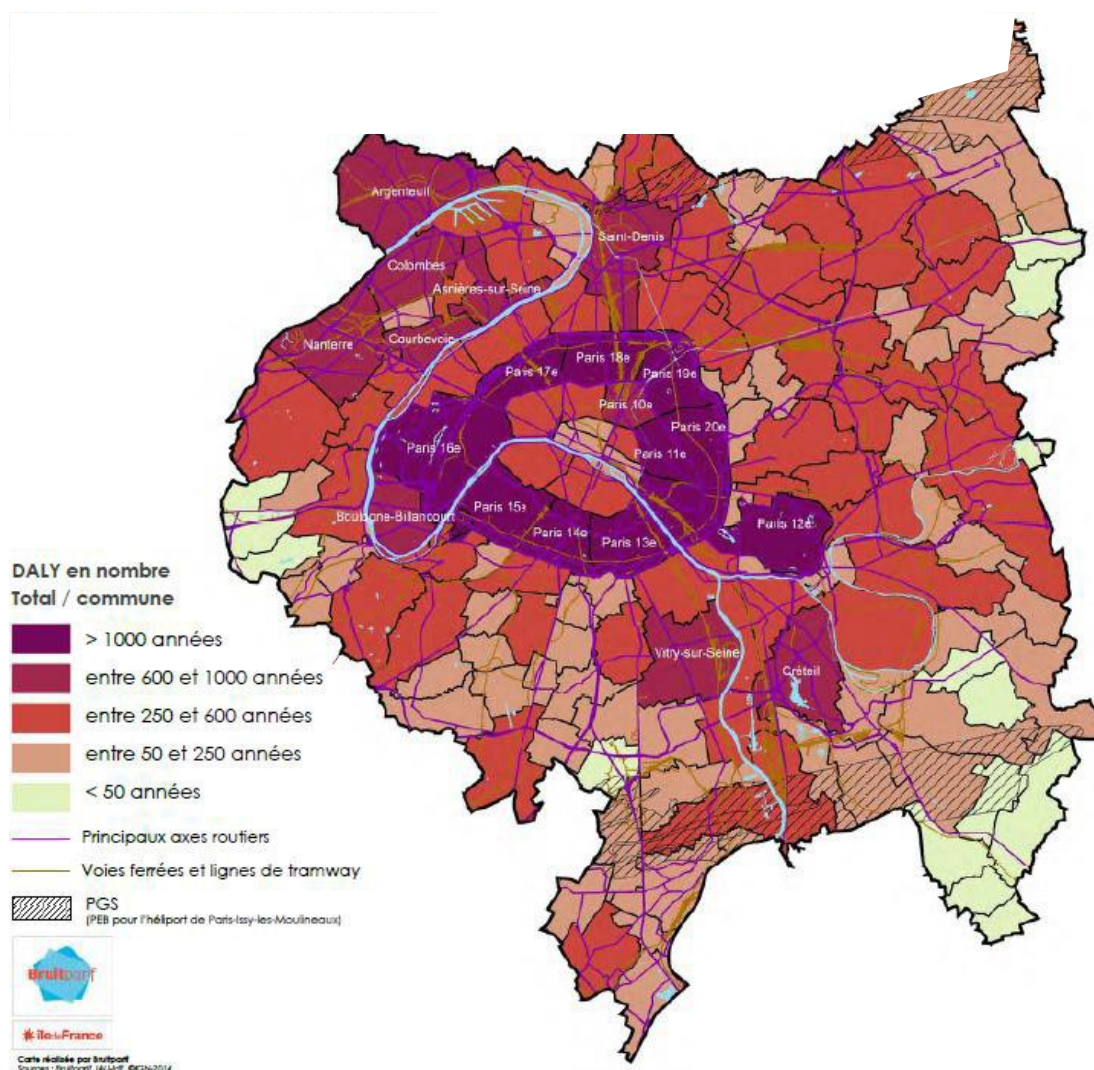 Argenteuil
Saint-Denis
Colombes
Asnières-sur-Seine
Nanterre
Courbevoie
Paris 18e
Paris 17e
Paris 19e
Paris 10e
Paris 20e
Paris 16e
Paris 11e
Boulogne-Billancourt
Paris 15e
Paris 14e
Paris 13e
Paris 12e
Vitry-sur-Seine
Créteil
DALY en nombre
Total / commune
> 1000 années
entre 600 et 1000 années
entre 250 et 600 années
entre 50 et 250 années
< 50 années
Principaux axes routiers
Voies ferrées et lignes de tramway
PGS
(PEB pour l'héliport de Paris-Issy-les-Moulineaux)
Bruitparif
île-de-France
Carte réalisée par Bruitparif